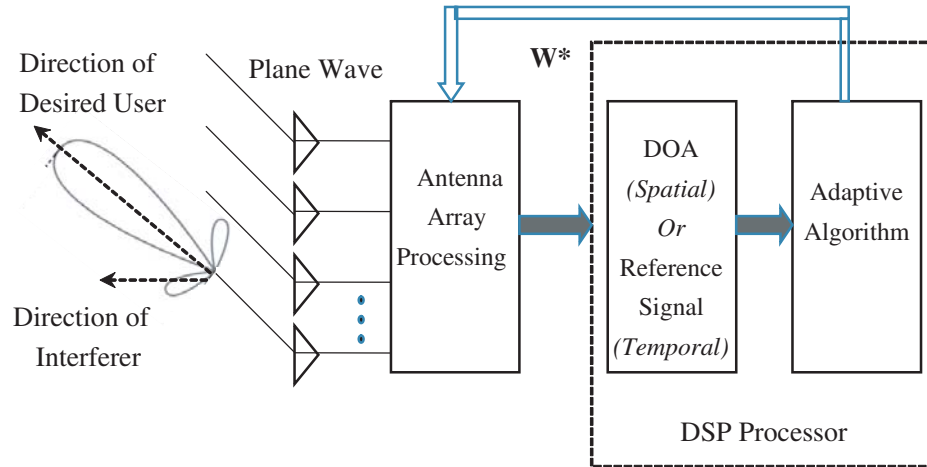 Direction of
Desired User
Plane Wave
W*
Antenna
Array
Processing
DOA
(Spatial)
Or
Reference
Signal
(Temporal)
Adaptive
Algorithm
Direction of
Interferer
DSP Processor